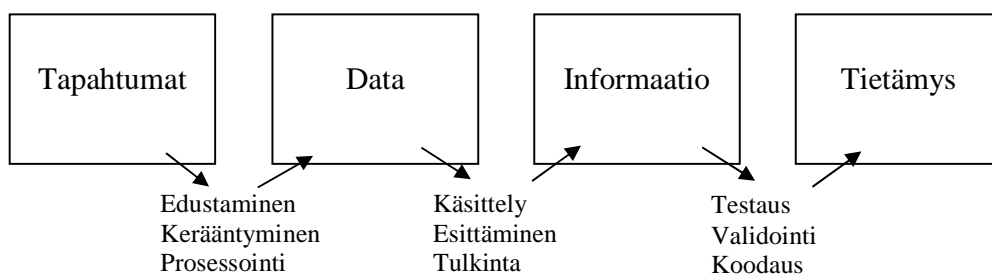 Tapahtumat
Data
Informaatio
Tietämys
Edustaminen
Kerääntyminen
Prosessointi
Käsittely
Esittäminen
Tulkinta
Testaus
Validointi
Koodaus